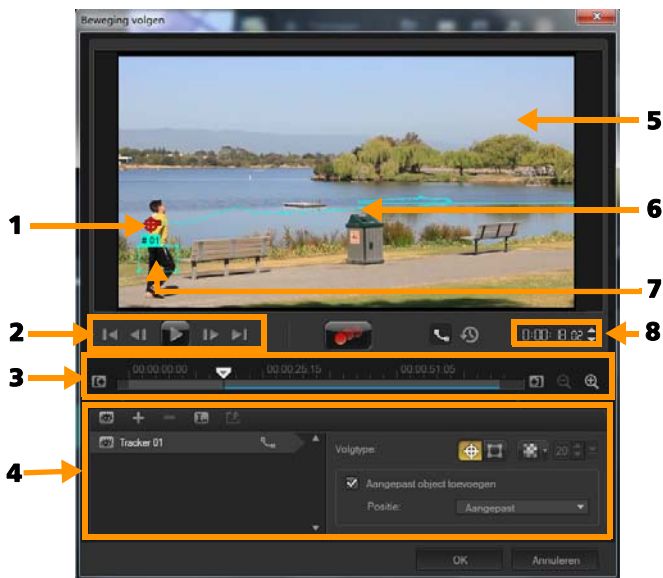 Beweging volgen
5
1
6
# 01
7
2
0:00:18.02
8
3
00:00:00:00
00:00:25.15
00:00:51.05
Tracker 01
Volgtype:
20
4
Aangepast object toevoegen
Positie:
Aangepast
OK
Annuleren